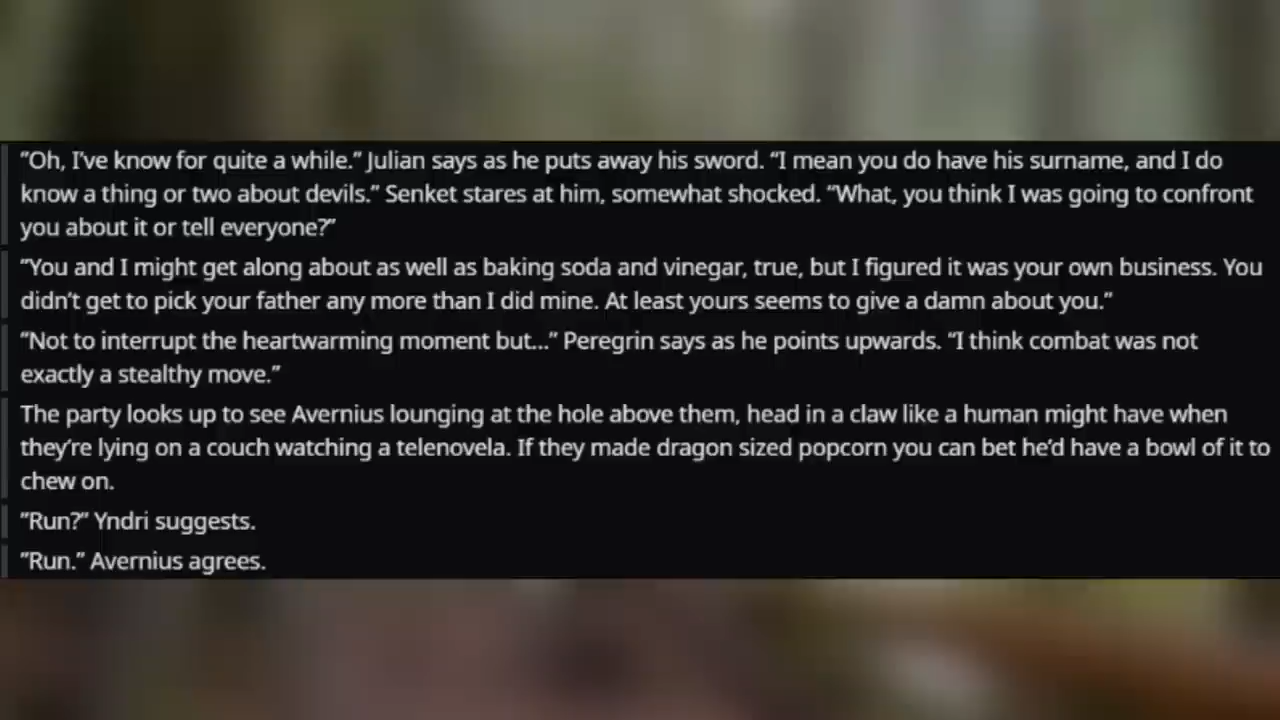 ”Oh, I’ve know for quite a while.” Julian says as he puts away his sword. “I mean you do have his surname, and I do
know a thing or two about devils.” Senket stares at him, somewhat shocked. “What, you think I was going to confront
you about it or tell everyone?”
”You and I might get along about as well as baking soda and vinegar, true, but I figured it was your own business. You
didn’t get to pick your father any more than I did mine. At least yours seems to give a damn about you.”
”Not to interrupt the heartwarming moment but...” Peregrin says as he points upwards. “I think combat was not
exactly a stealthy move.”
The party looks up to see Avernius lounging at the hole above them, head in a claw like a human might have when
they’re lying on a couch watching a telenovela. If they made dragon sized popcorn you can bet he’d have a bowl of it to
chew on.
”Run?” Yndri suggests.
”Run.” Avernius agrees.